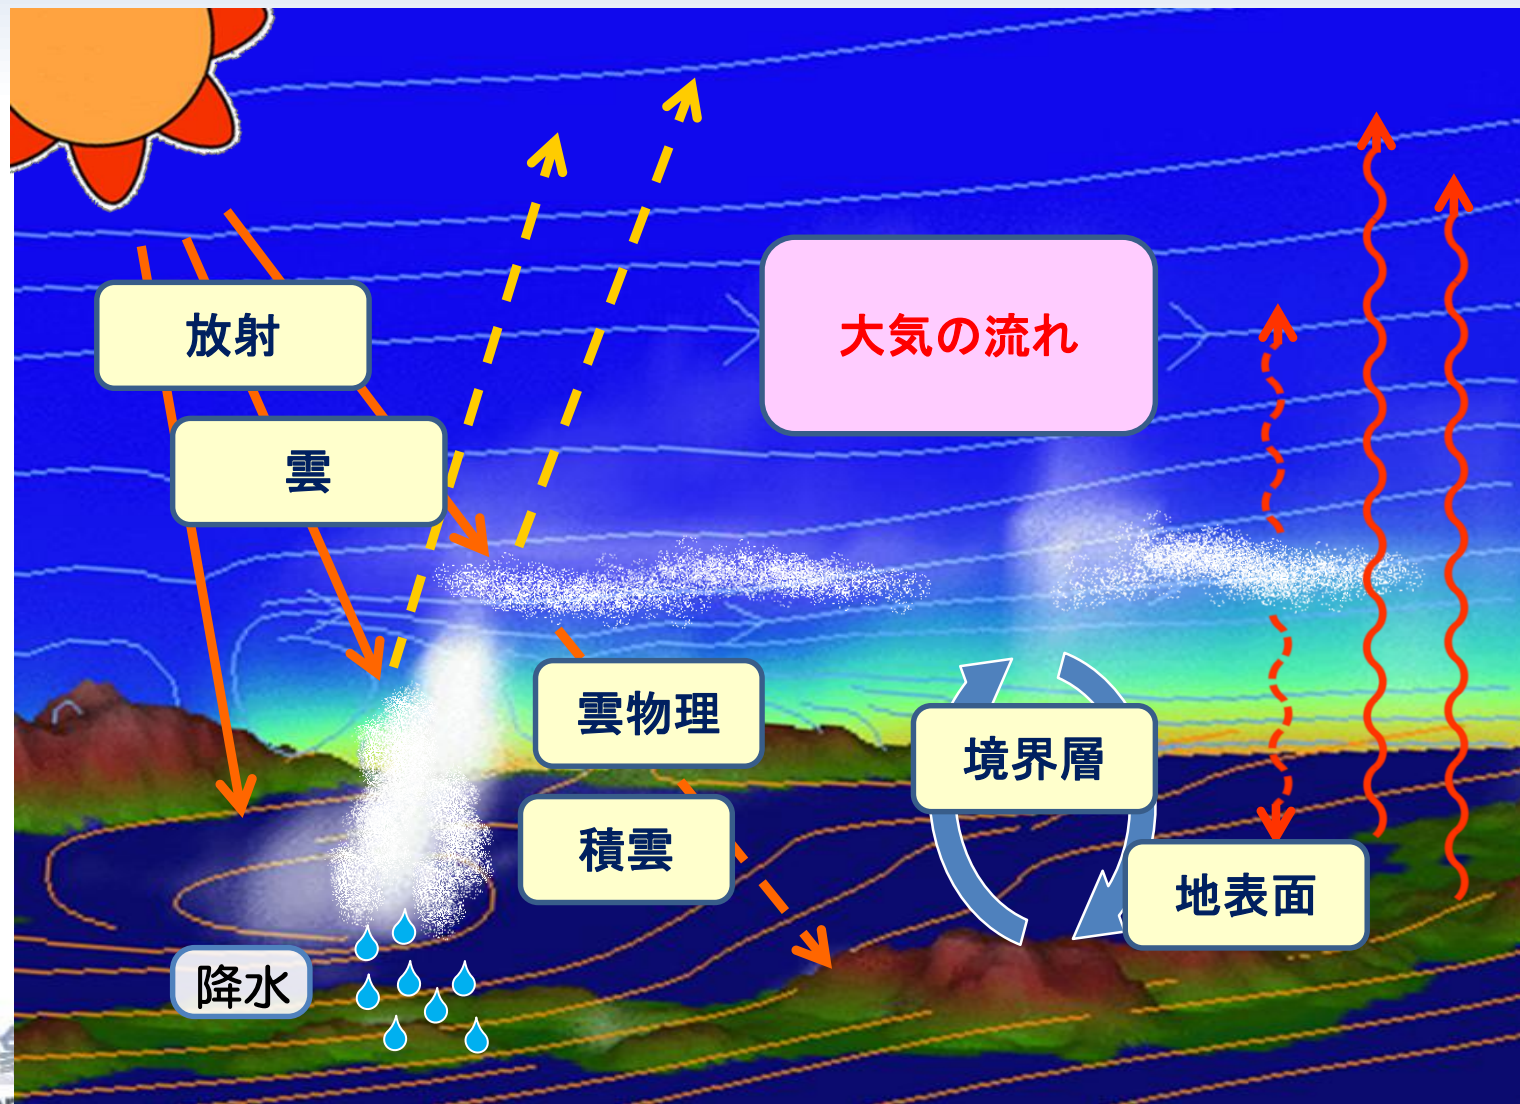 放射
大気の流れ
雲
雲物理
境界層
積雲
地表面
降水